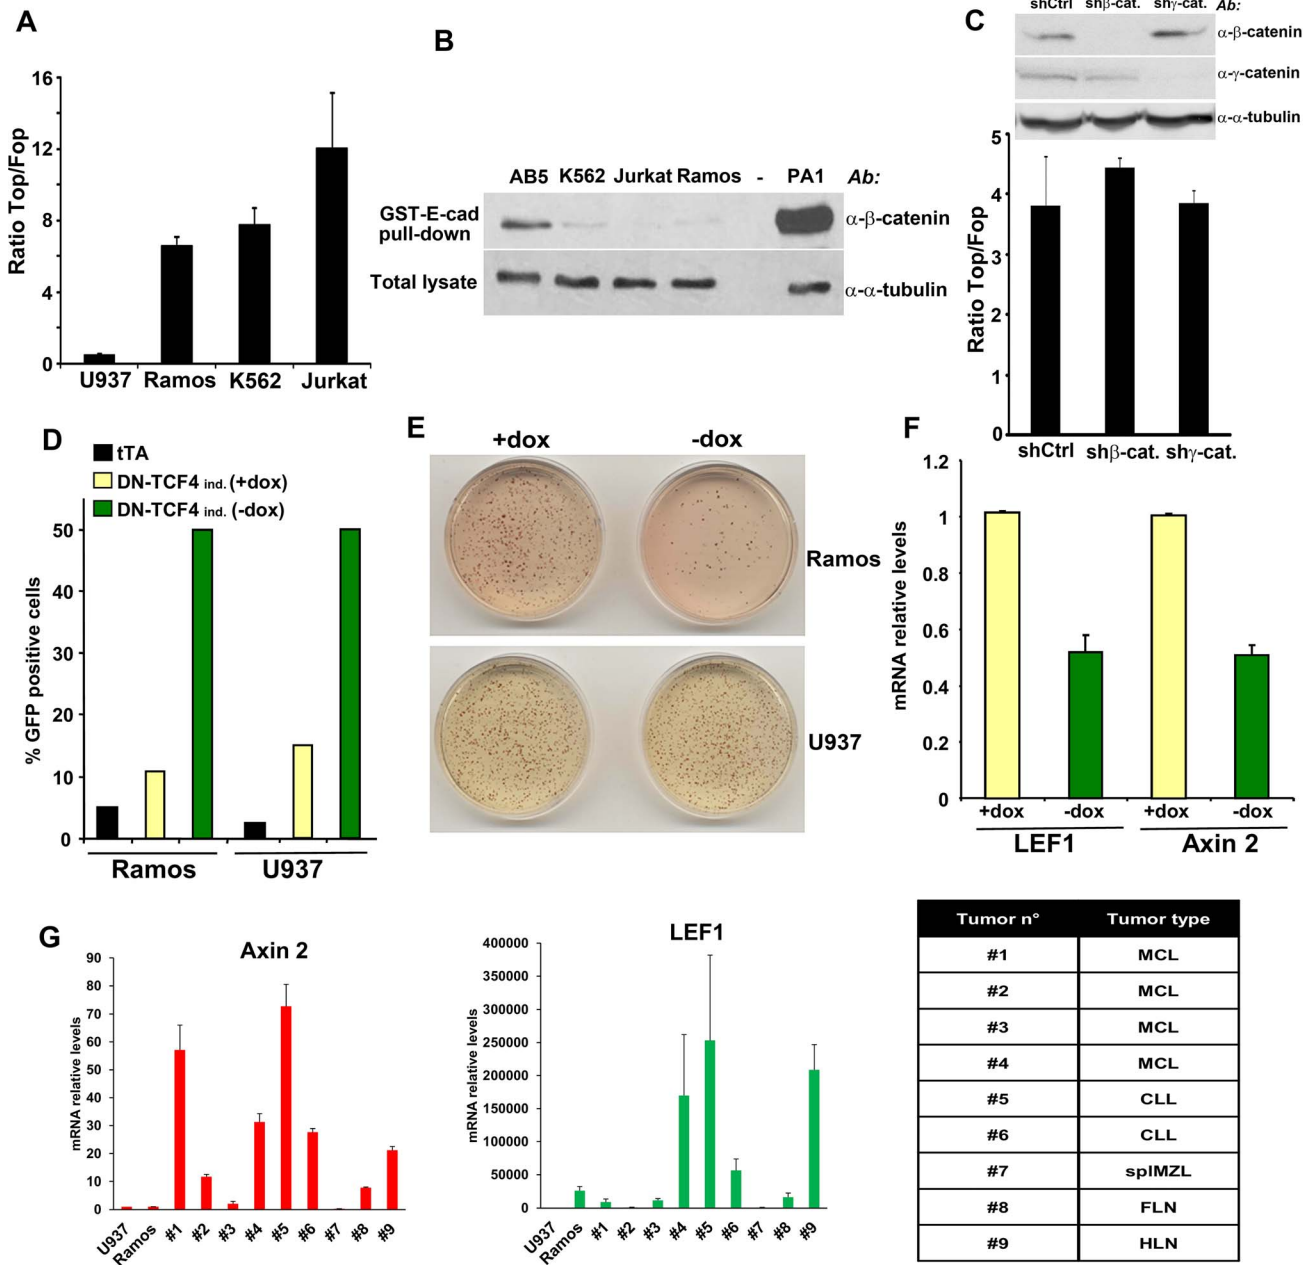 A
16
12
8
4
0
Ratio Top/Fop
U937 Ramos K562 Jurkat
B
AB5 K562 Jurkat Ramos - PA1 Ab:
GST-E-cad
pull-down
α-β-catenin
Total lysate
α-α-tubulin
C
shCtrl shβ-cat. shγ-cat. Ab:
α-β-catenin
α-γ-catenin
α-α-tubulin
5
4
3
2
1
0
Ratio Top/Fop
shCtrl shβ-cat. shγ-cat.
D
tTA
DN-TCF4 ind. (+dox)
DN-TCF4 ind. (-dox)
50
40
30
20
10
0
% GFP positive cells
Ramos U937
E
+dox -dox
Ramos
U937
F
1.2
1
0.8
0.6
0.4
0.2
0
mRNA relative levels
+dox -dox +dox -dox
LEF1 Axin 2
G
Axin 2
90
80
70
60
50
40
30
20
10
0
mRNA relative levels
U937 Ramos #1 #2 #3 #4 #5 #6 #7 #8 #9
LEF1
400000
350000
300000
250000
200000
150000
100000
50000
0
mRNA relative levels
U937 Ramos #1 #2 #3 #4 #5 #6 #7 #8 #9
Tumor n° Tumor type
#1 MCL
#2 MCL
#3 MCL
#4 MCL
#5 CLL
#6 CLL
#7 splMZL
#8 FLN
#9 HLN